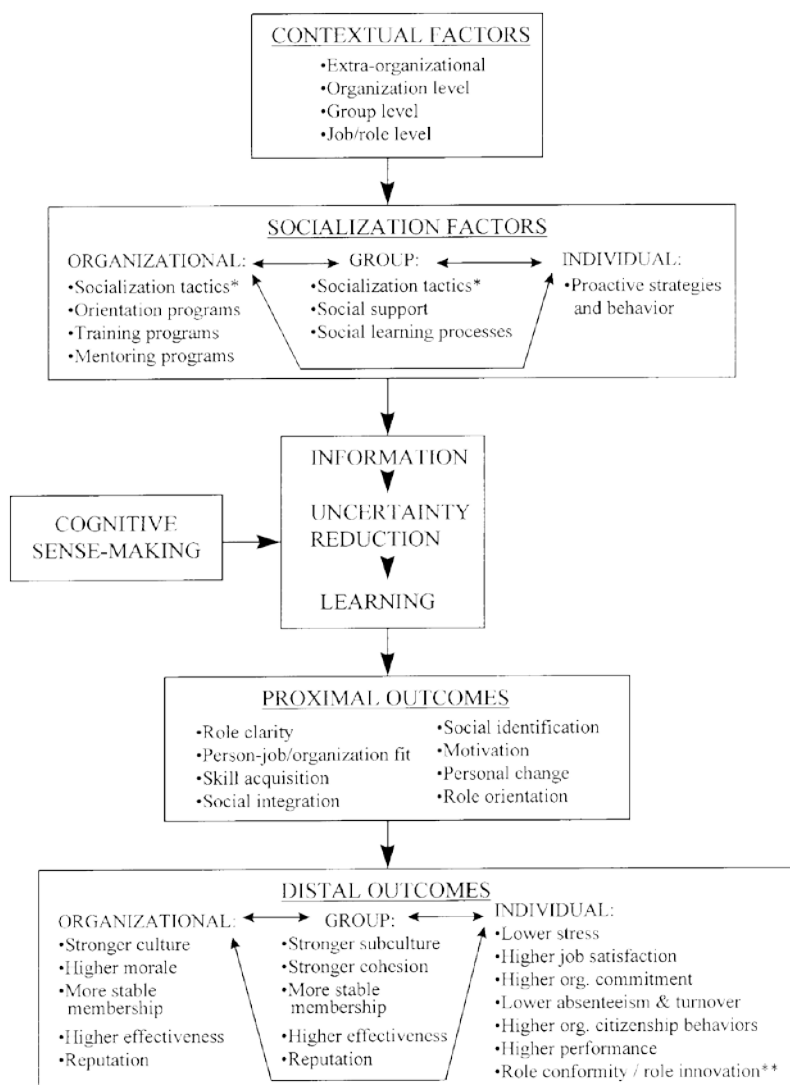 CONTEXTUAL FACTORS
•Extra-organizational
•Organization level
•Group level
•Job/role level
SOCIALIZATION FACTORS
ORGANIZATIONAL:
•Socialization tactics*
•Orientation programs
•Training programs
•Mentoring programs
GROUP:
•Socialization tactics*
•Social support
•Social learning processes
INDIVIDUAL:
•Proactive strategies
and behavior
INFORMATION
UNCERTAINTY
REDUCTION
LEARNING
COGNITIVE
SENSE-MAKING
PROXIMAL OUTCOMES
•Role clarity
•Person-job/organization fit
•Skill acquisition
•Social integration
•Social identification
•Motivation
•Personal change
•Role orientation
DISTAL OUTCOMES
ORGANIZATIONAL:
•Stronger culture
•Higher morale
•More stable
membership
•Higher effectiveness
•Reputation
GROUP:
•Stronger subculture
•Stronger cohesion
•More stable
membership
•Higher effectiveness
•Reputation
INDIVIDUAL:
•Lower stress
•Higher job satisfaction
•Higher org. commitment
•Lower absenteeism & turnover
•Higher org. citizenship behaviors
•Higher performance
•Role conformity / role innovation**